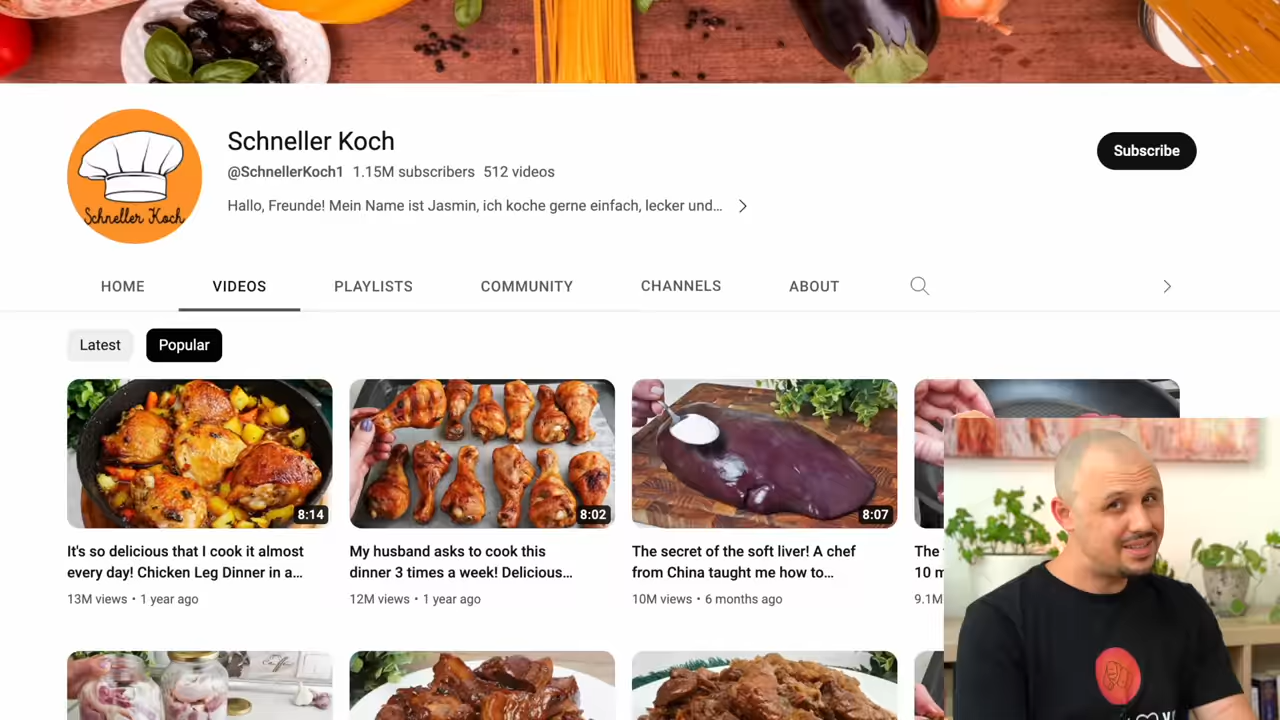 Schneller Koch
Schneller Koch
@SchnellerKoch1 1.15M subscribers 512 videos
Subscribe
Hallo, Freunde! Mein Name ist Jasmin, ich koche gerne einfach, lecker und...
HOME VIDEOS PLAYLISTS COMMUNITY CHANNELS ABOUT
Latest Popular
8:14
8:02
8:07
It's so delicious that I cook it almost
every day! Chicken Leg Dinner in a...
13M views • 1 year ago
My husband asks to cook this
dinner 3 times a week! Delicious...
12M views • 1 year ago
The secret of the soft liver! A chef
from China taught me how to...
10M views • 6 months ago
The
10 m
9.1M